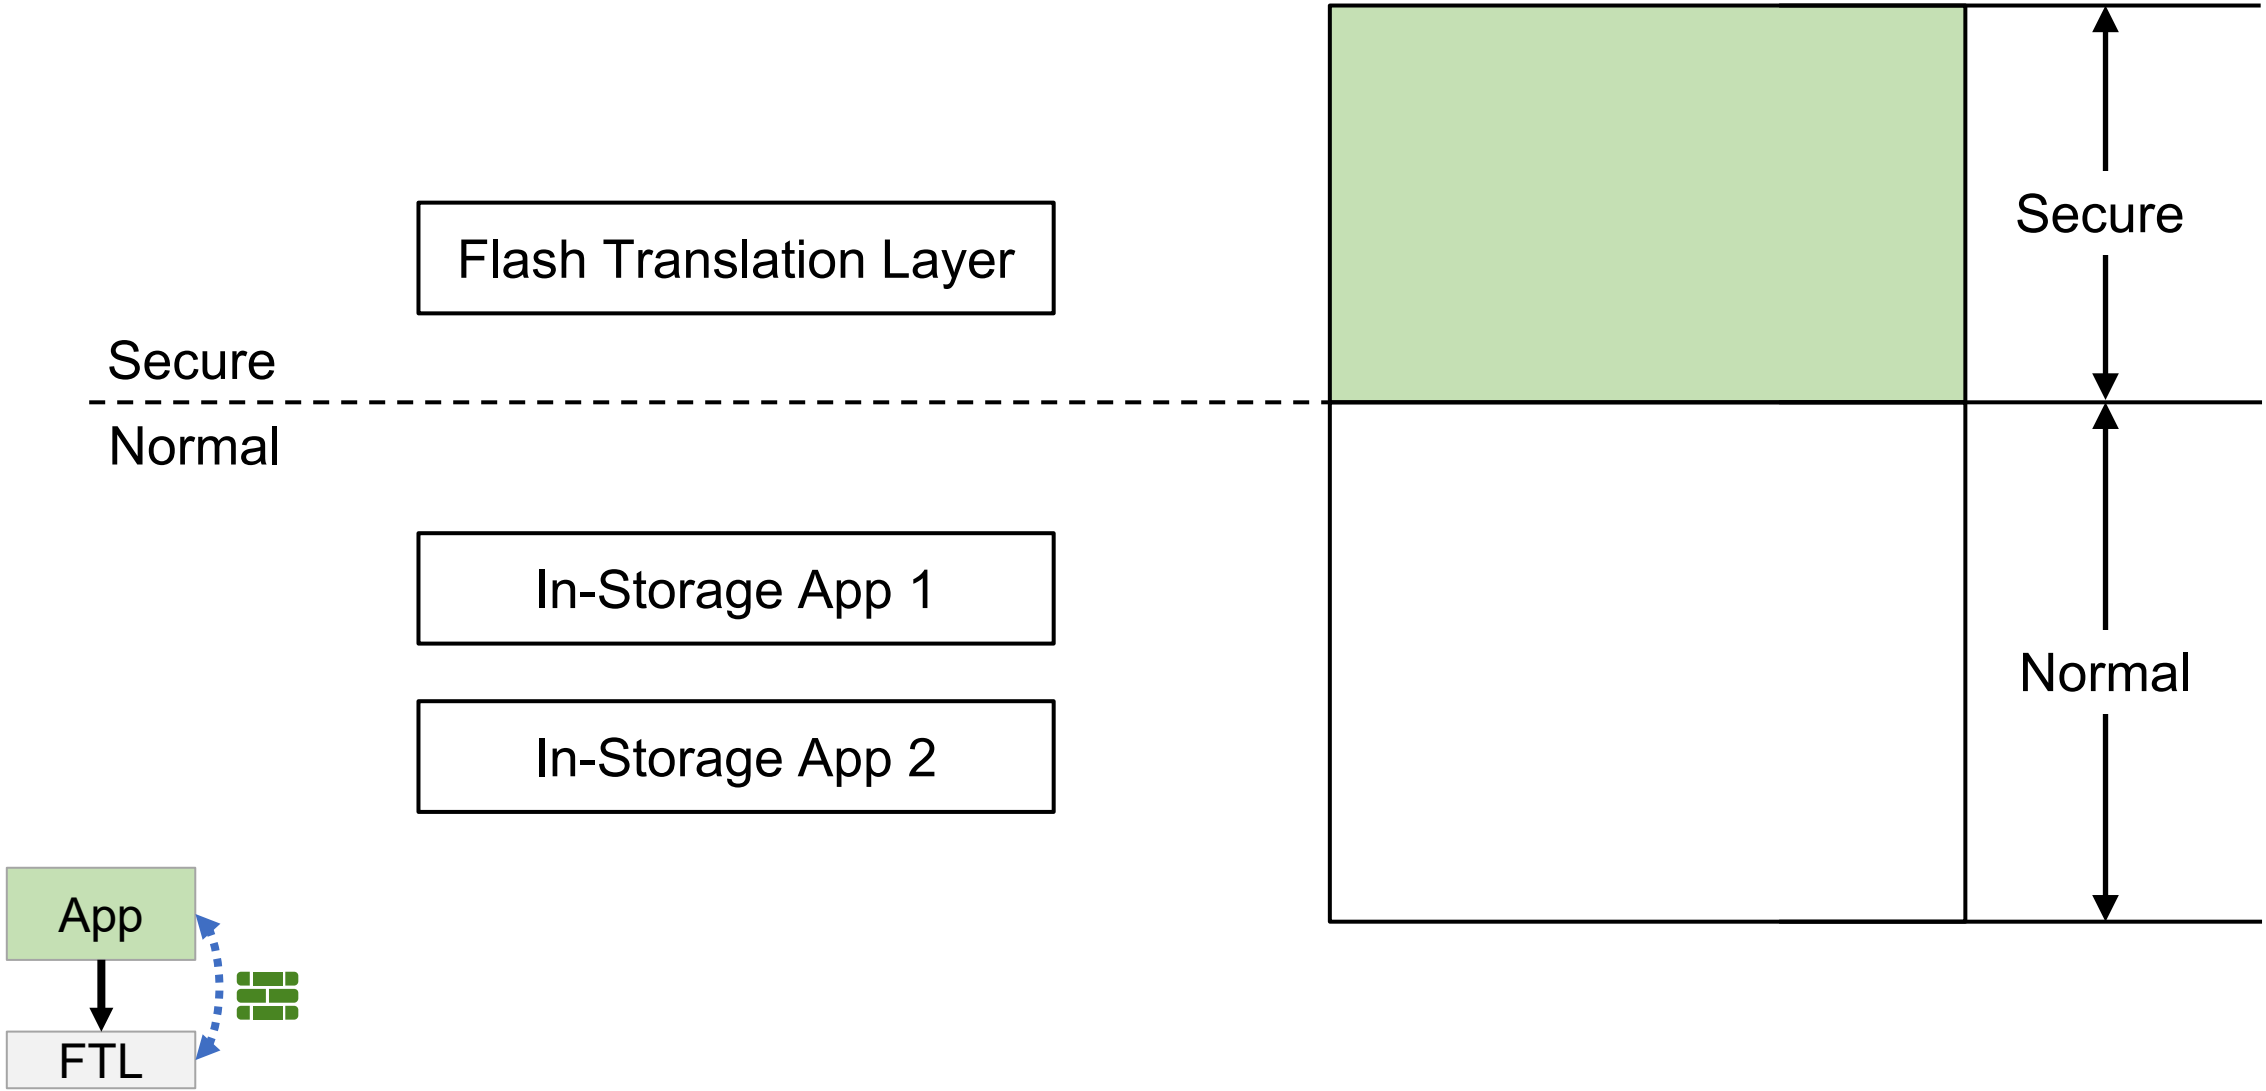 Flash Translation Layer
Secure
Secure
Normal
In-Storage App 1
Normal
In-Storage App 2
App
FTL